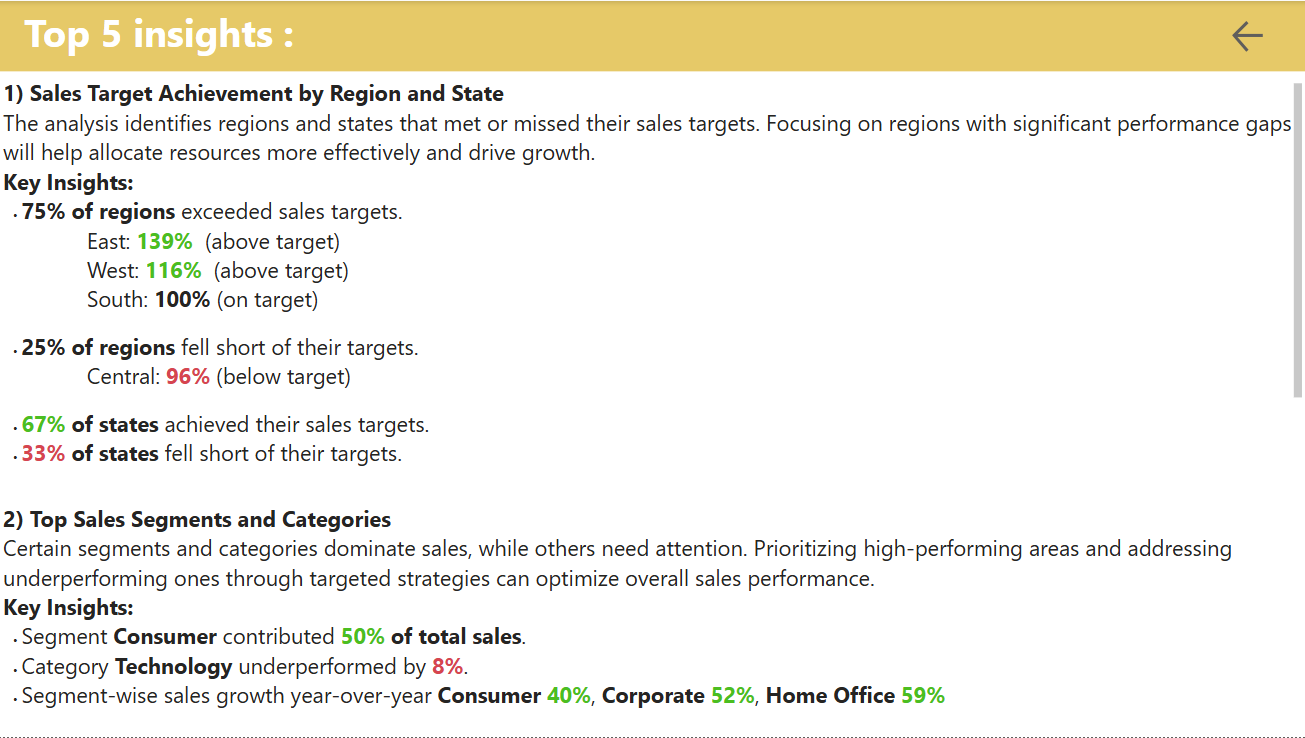 Top 5 insights :
1) Sales Target Achievement by Region and State
The analysis identifies regions and states that met or missed their sales targets. Focusing on regions with significant performance gaps
will help allocate resources more effectively and drive growth.
Key Insights:
. 75% of regions exceeded sales targets.
East: 139% (above target)
West: 116% (above target)
South: 100% (on target)
. 25% of regions fell short of their targets.
Central: 96% (below target)
. 67% of states achieved their sales targets.
. 33% of states fell short of their targets.
2) Top Sales Segments and Categories
Certain segments and categories dominate sales, while others need attention. Prioritizing high-performing areas and addressing
underperforming ones through targeted strategies can optimize overall sales performance.
Key Insights:
. Segment Consumer contributed 50% of total sales.
. Category Technology underperformed by 8%.
. Segment-wise sales growth year-over-year Consumer 40%, Corporate 52%, Home Office 59%